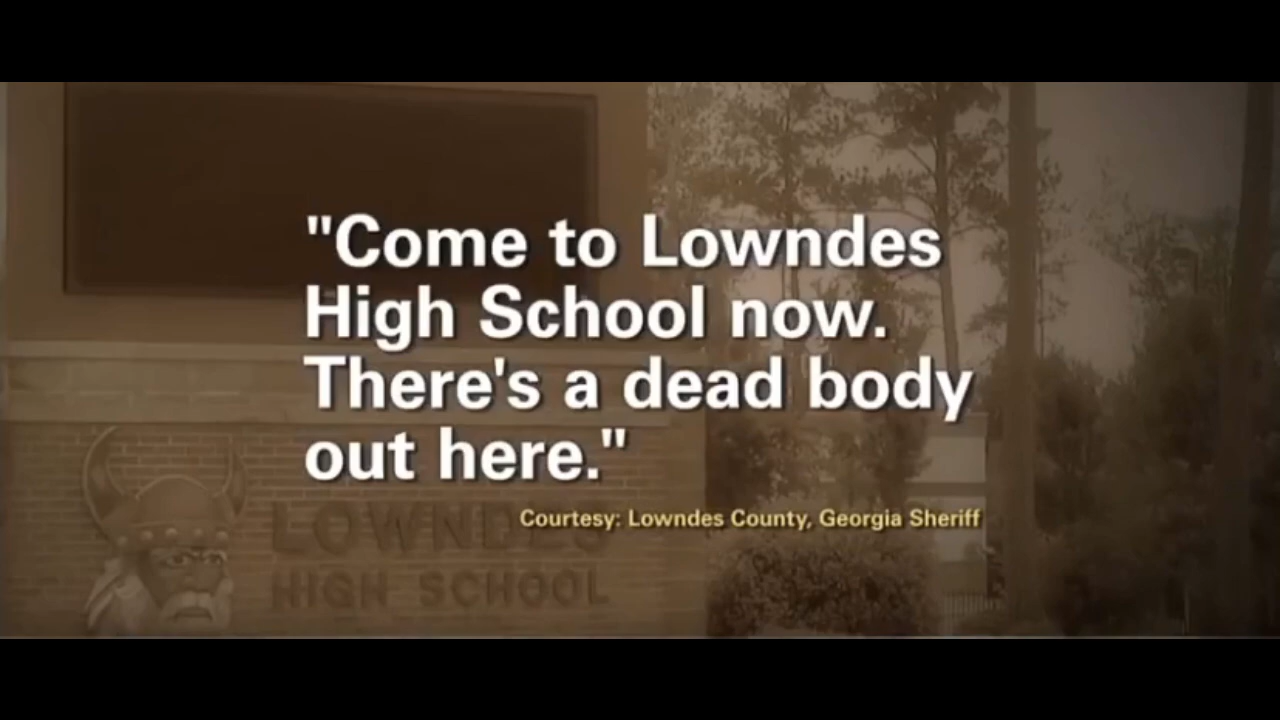 "Come to Lowndes
High School now.
There's a dead body
out here."
Courtesy: Lowndes County, Georgia Sheriff
LOWNDES
HIGH SCHOOL